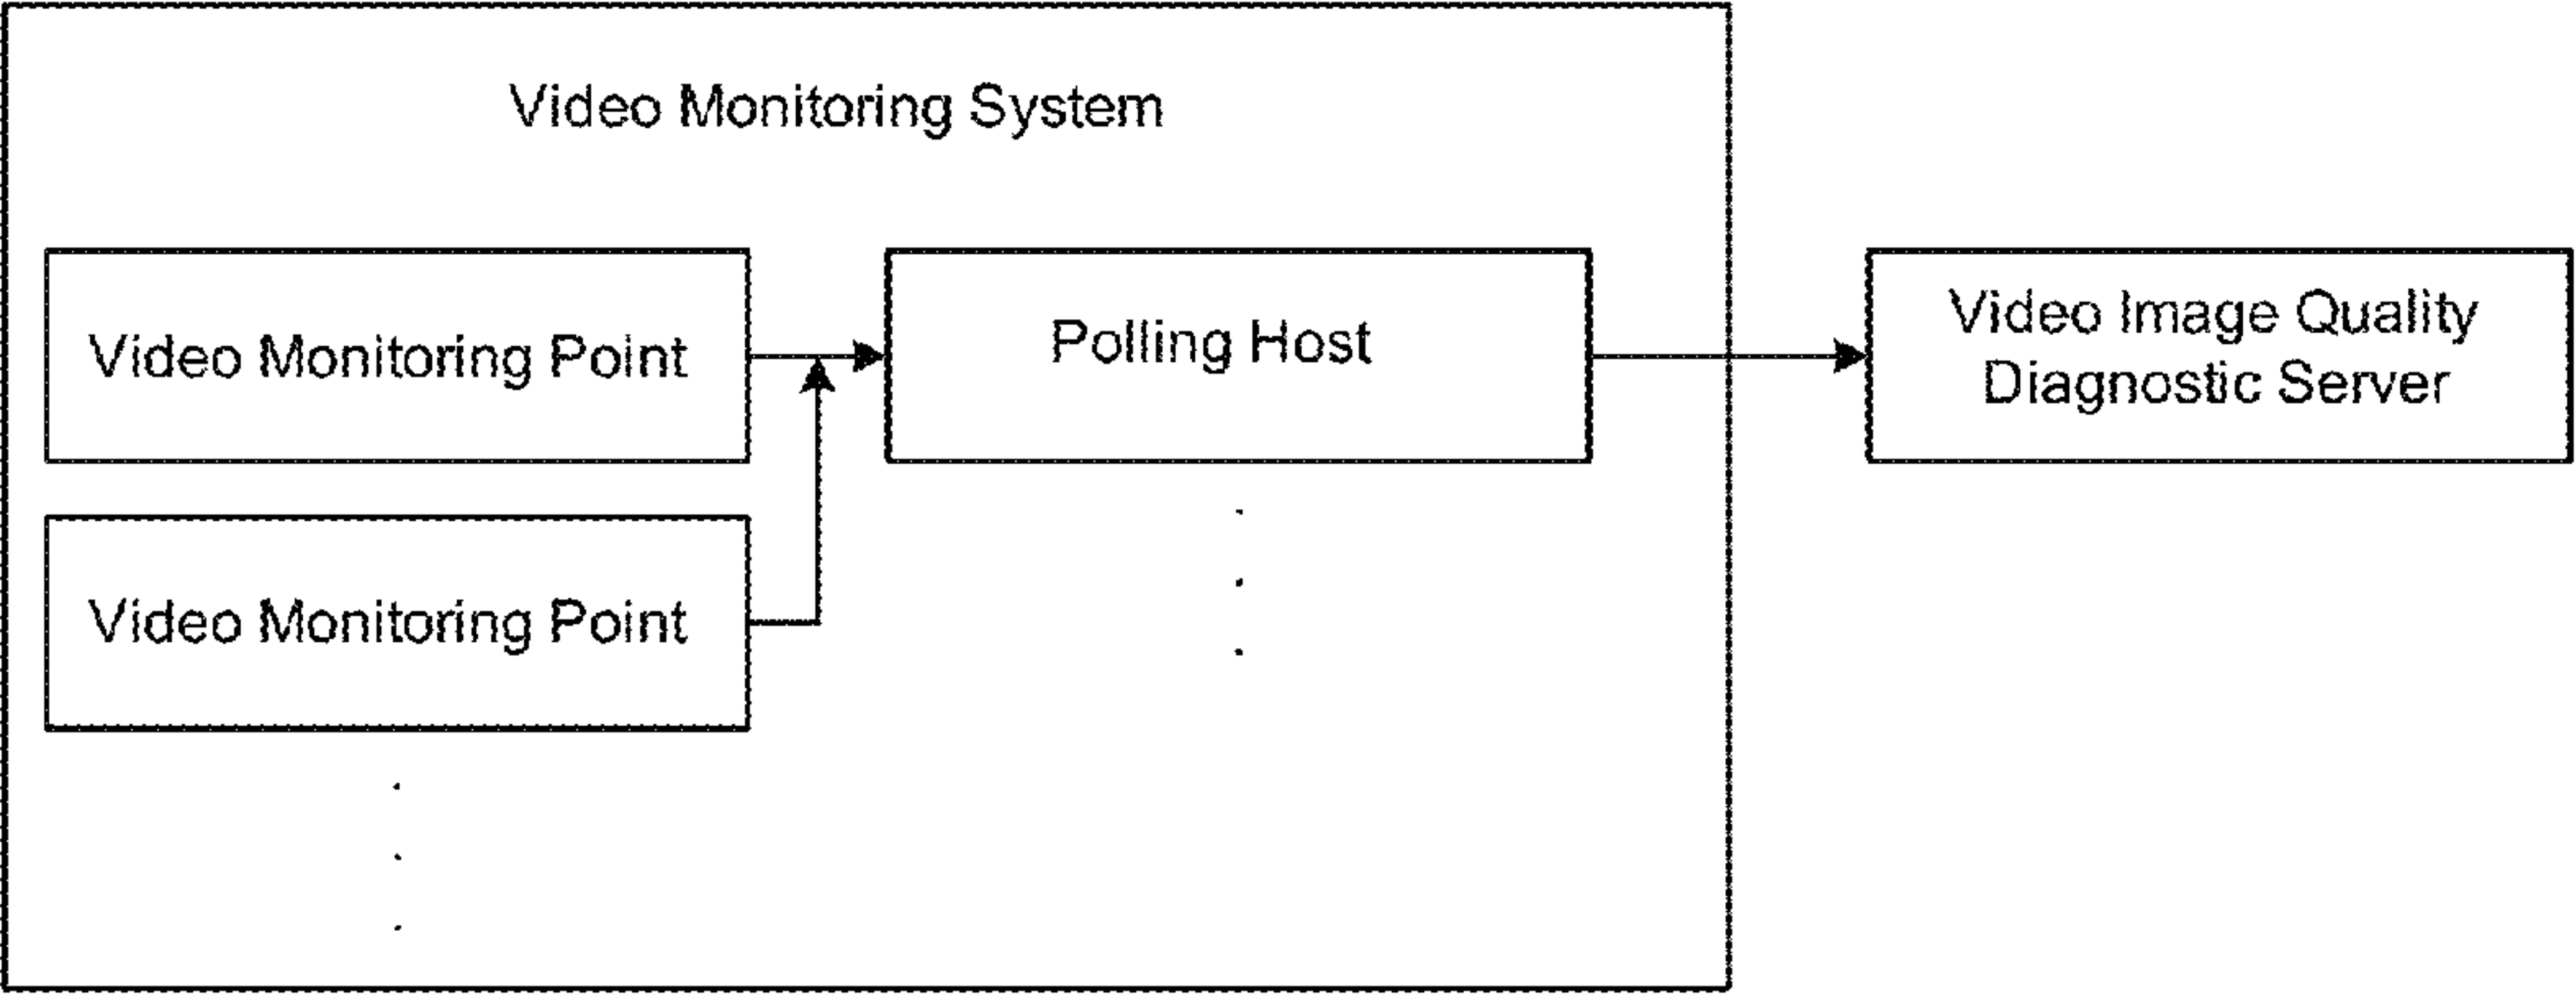 Video Monitoring System
Video Monitoring Point
Polling Host
Video Image Quality
Diagnostic Server
Video Monitoring Point